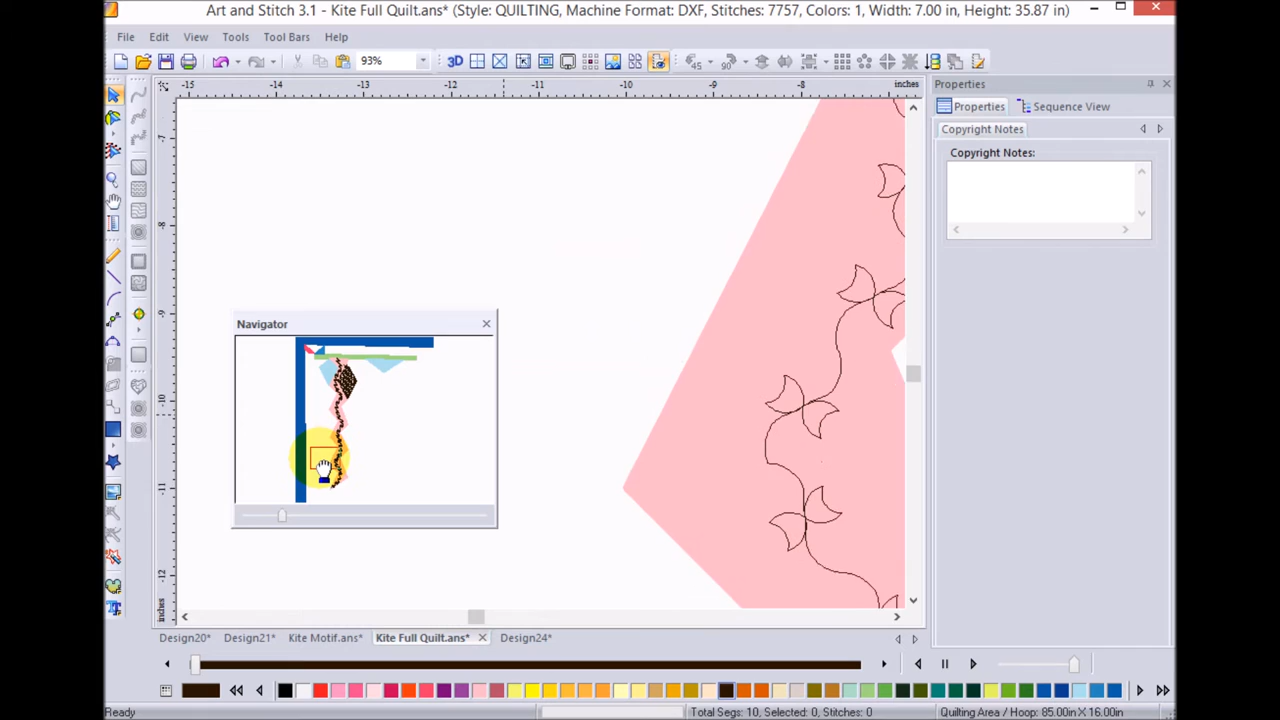 Art and Stitch 3.1 - Kite Full Quilt.ans* (Style: QUILTING, Machine Format: DXF, Stitches: 7757, Colors: 1, Width: 7.00 in, Height: 35.87 in)
File Edit View Tools Tool Bars Help
93% 3D 45 90
Properties
-15 -14 -13 -12 -11 -10 -9 -8 inches
Properties Sequence View
Copyright Notes
Copyright Notes:
-7
-8
-9
-10
-11
-12
inches
Navigator
Design20* Design21* Kite Motif.ans* Kite Full Quilt.ans* Design24*
Ready Total Segs: 10, Selected: 0, Stitches: 0 Quilting Area / Hoop: 85.00in X 16.00in